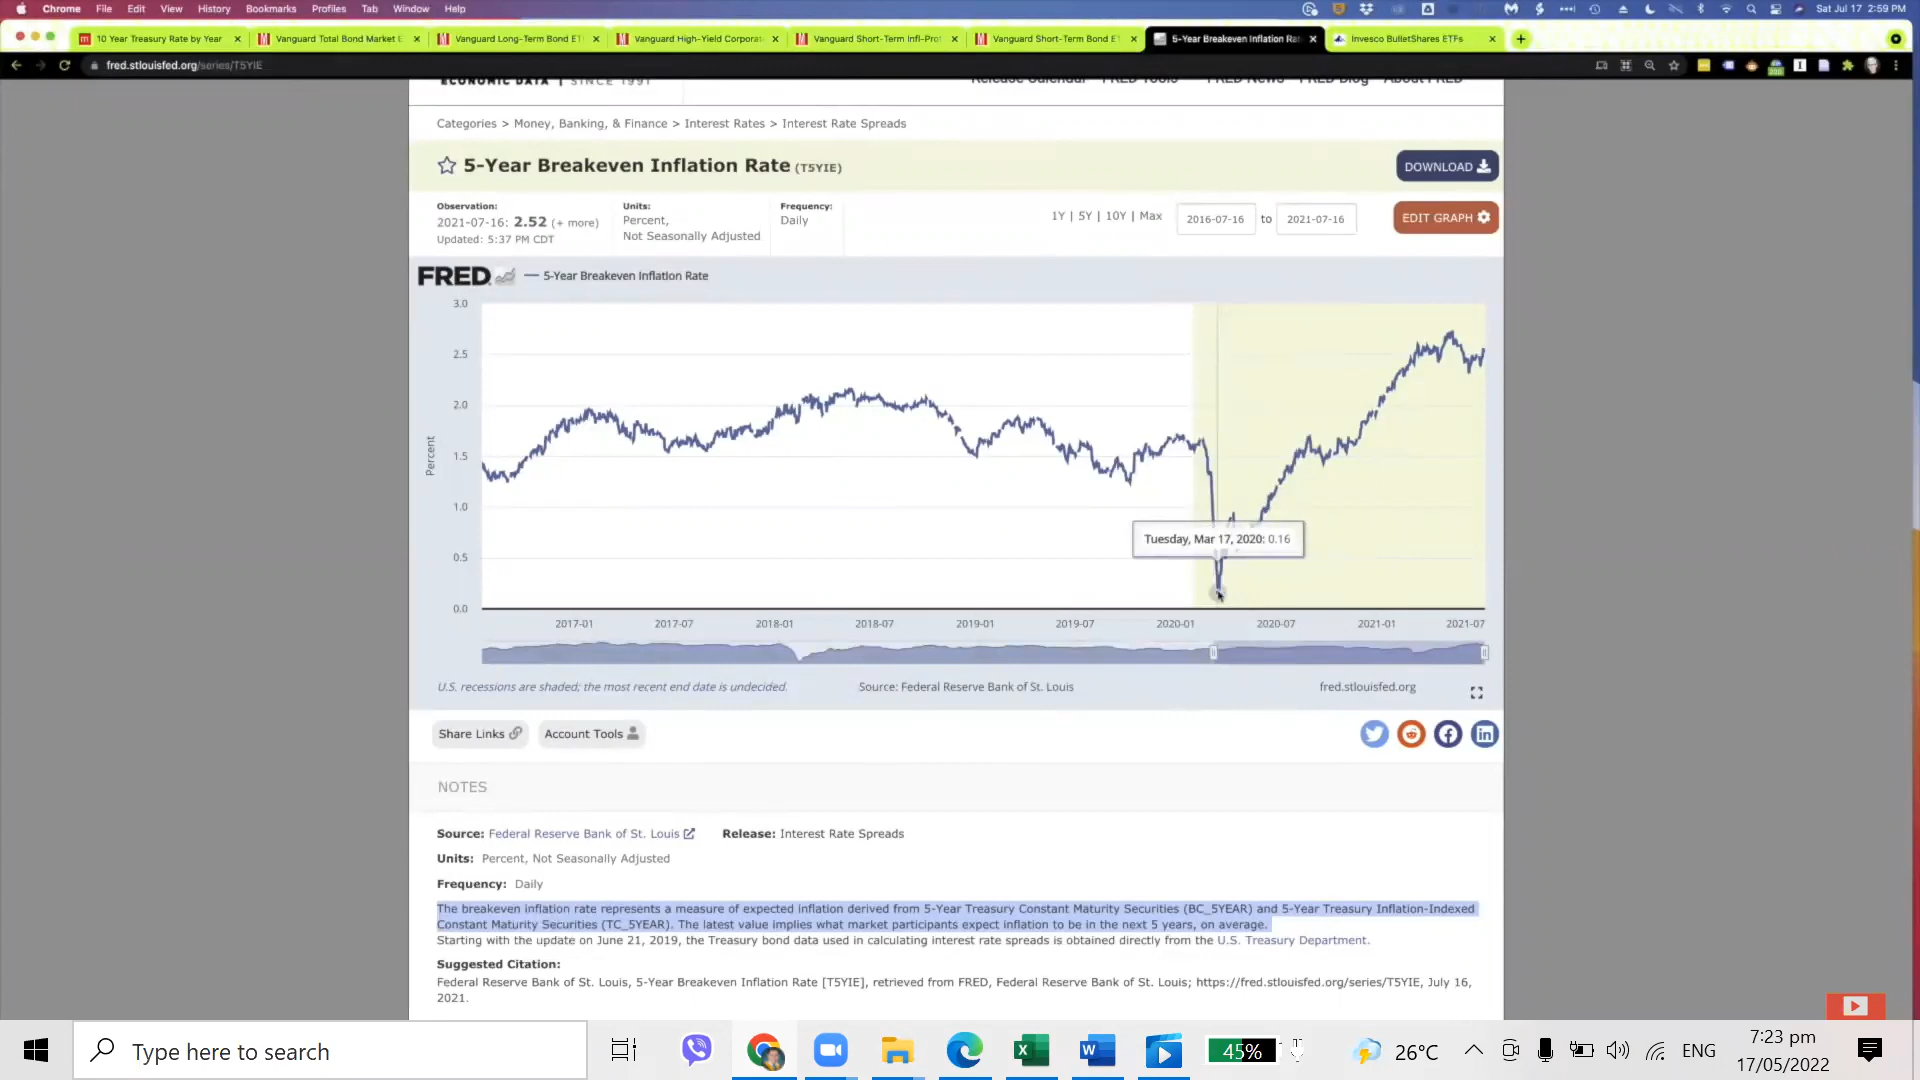 Chrome File Edit View History Bookmarks Profiles Tab Window Help
Sat Jul 17 2:59 PM
10 Year Treasury Rate by Year
Vanguard Total Bond Market E
Vanguard Long-Term Bond ET
Vanguard High-Yield Corporat
Vanguard Short-Term Infl-Prot
Vanguard Short-Term Bond E
5-Year Breakeven Inflation Ra
Invesco BulletShares ETFs
fred.stlouisfed.org/series/T5YIE
ECONOMIC DATA | SINCE 1991
Release Calendar FRED Tools FRED News FRED Blog About FRED
Categories > Money, Banking, & Finance > Interest Rates > Interest Rate Spreads
5-Year Breakeven Inflation Rate (T5YIE)
DOWNLOAD
Observation:
2021-07-16: 2.52 (+ more)
Updated: 5:37 PM CDT
Units:
Percent,
Not Seasonally Adjusted
Frequency:
Daily
1Y | 5Y | 10Y | Max
2016-07-16 to 2021-07-16
EDIT GRAPH
FRED
5-Year Breakeven Inflation Rate
3.0
2.5
2.0
1.5
1.0
0.5
0.0
Percent
Tuesday, Mar 17, 2020: 0.16
2017-01 2017-07 2018-01 2018-07 2019-01 2019-07 2020-01 2020-07 2021-01 2021-07
U.S. recessions are shaded; the most recent end date is undecided.
Source: Federal Reserve Bank of St. Louis
fred.stlouisfed.org
Share Links
Account Tools
NOTES
Source: Federal Reserve Bank of St. Louis
Release: Interest Rate Spreads
Units: Percent, Not Seasonally Adjusted
Frequency: Daily
The breakeven inflation rate represents a measure of expected inflation derived from 5-Year Treasury Constant Maturity Securities (BC_5YEAR) and 5-Year Treasury Inflation-Indexed
Constant Maturity Securities (TC_5YEAR). The latest value implies what market participants expect inflation to be in the next 5 years, on average.
Starting with the update on June 21, 2019, the Treasury bond data used in calculating interest rate spreads is obtained directly from the U.S. Treasury Department.
Suggested Citation:
Federal Reserve Bank of St. Louis, 5-Year Breakeven Inflation Rate [T5YIE], retrieved from FRED, Federal Reserve Bank of St. Louis; https://fred.stlouisfed.org/series/T5YIE, July 16,
2021.
Type here to search
45%
26°C
ENG
7:23 pm
17/05/2022